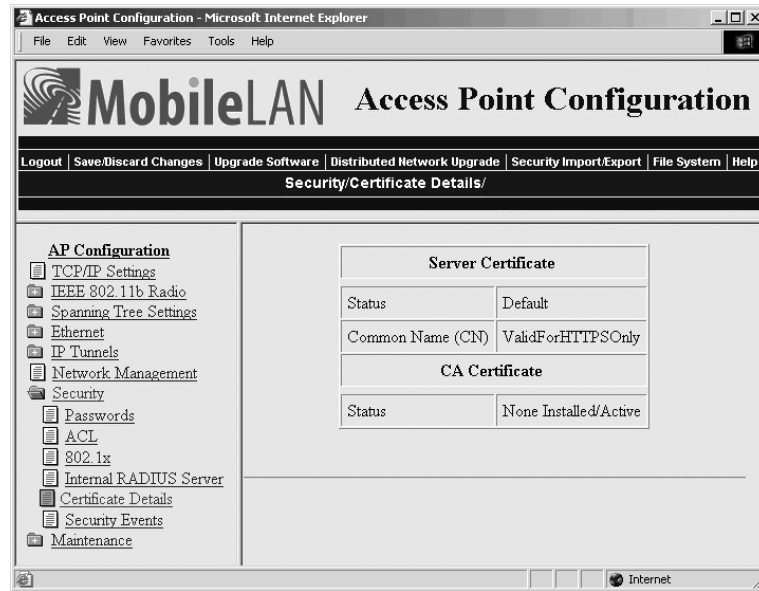 Access Point Configuration - Microsoft Internet Explorer
File Edit View Favorites Tools Help
MobileLAN Access Point Configuration
Logout | Save/Discard Changes | Upgrade Software | Distributed Network Upgrade | Security Import/Export | File System | Help
Security/Certificate Details/
AP Configuration
TCP/IP Settings
IEEE 802.11b Radio
Spanning Tree Settings
Ethernet
IP Tunnels
Network Management
Security
Passwords
ACL
802.1x
Internal RADIUS Server
Certificate Details
Security Events
Maintenance
Server Certificate
Status Default
Common Name (CN) ValidForHTTPSOnly
CA Certificate
Status None Installed/Active
Internet